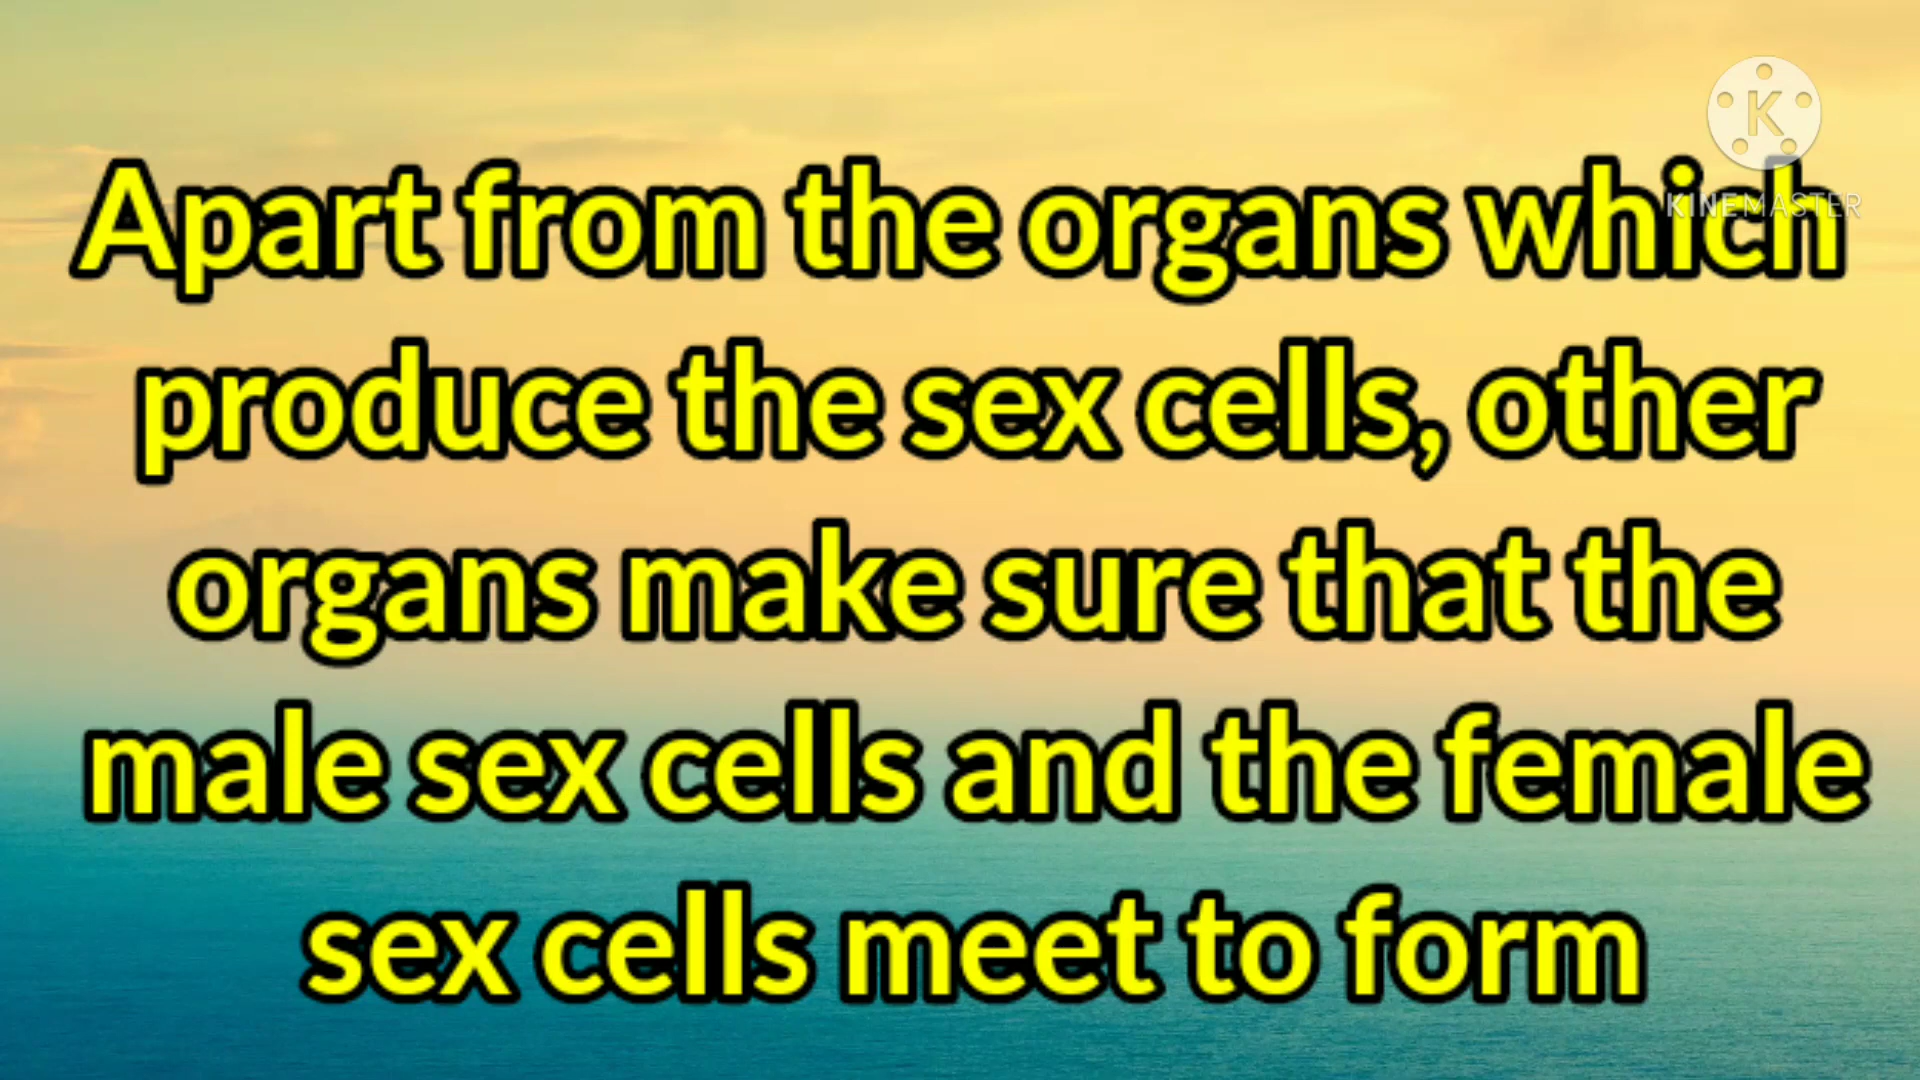 K
KINEMASTER
Apart from the organs which
produce the sex cells, other
organs make sure that the
male sex cells and the female
sex cells meet to form